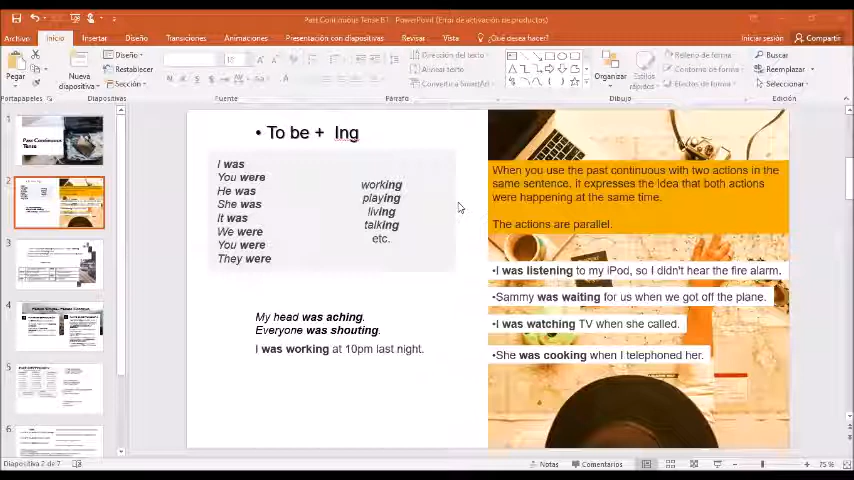 Past Continuous Tense B1 - PowerPoint (Error de activación de productos)
Archivo Inicio Insertar Diseño Transiciones Animaciones Presentación con diapositivas Revisar Vista ¿Qué desea hacer? Iniciar sesión Compartir
Pegar
Nueva diapositiva
Diseño
Restablecer
Sección
Dirección del texto
Alinear texto
Convertir a SmartArt
Organizar
Estilos rápidos
Relleno de forma
Contorno de forma
Efectos de forma
Buscar
Reemplazar
Seleccionar
Portapapeles Diapositivas Fuente Párrafo Dibujo Edición
1
Past Continuous
Tense
2
3
4
5
6
• To be + Ing
I was
You were
He was
She was
It was
We were
You were
They were
working
playing
living
talking
etc.
My head was aching.
Everyone was shouting.
I was working at 10pm last night.
When you use the past continuous with two actions in the
same sentence, it expresses the idea that both actions
were happening at the same time.
The actions are parallel.
•I was listening to my iPod, so I didn't hear the fire alarm.
•Sammy was waiting for us when we got off the plane.
•I was watching TV when she called.
•She was cooking when I telephoned her.
Diapositiva 2 de 7 Notas Comentarios 75 %